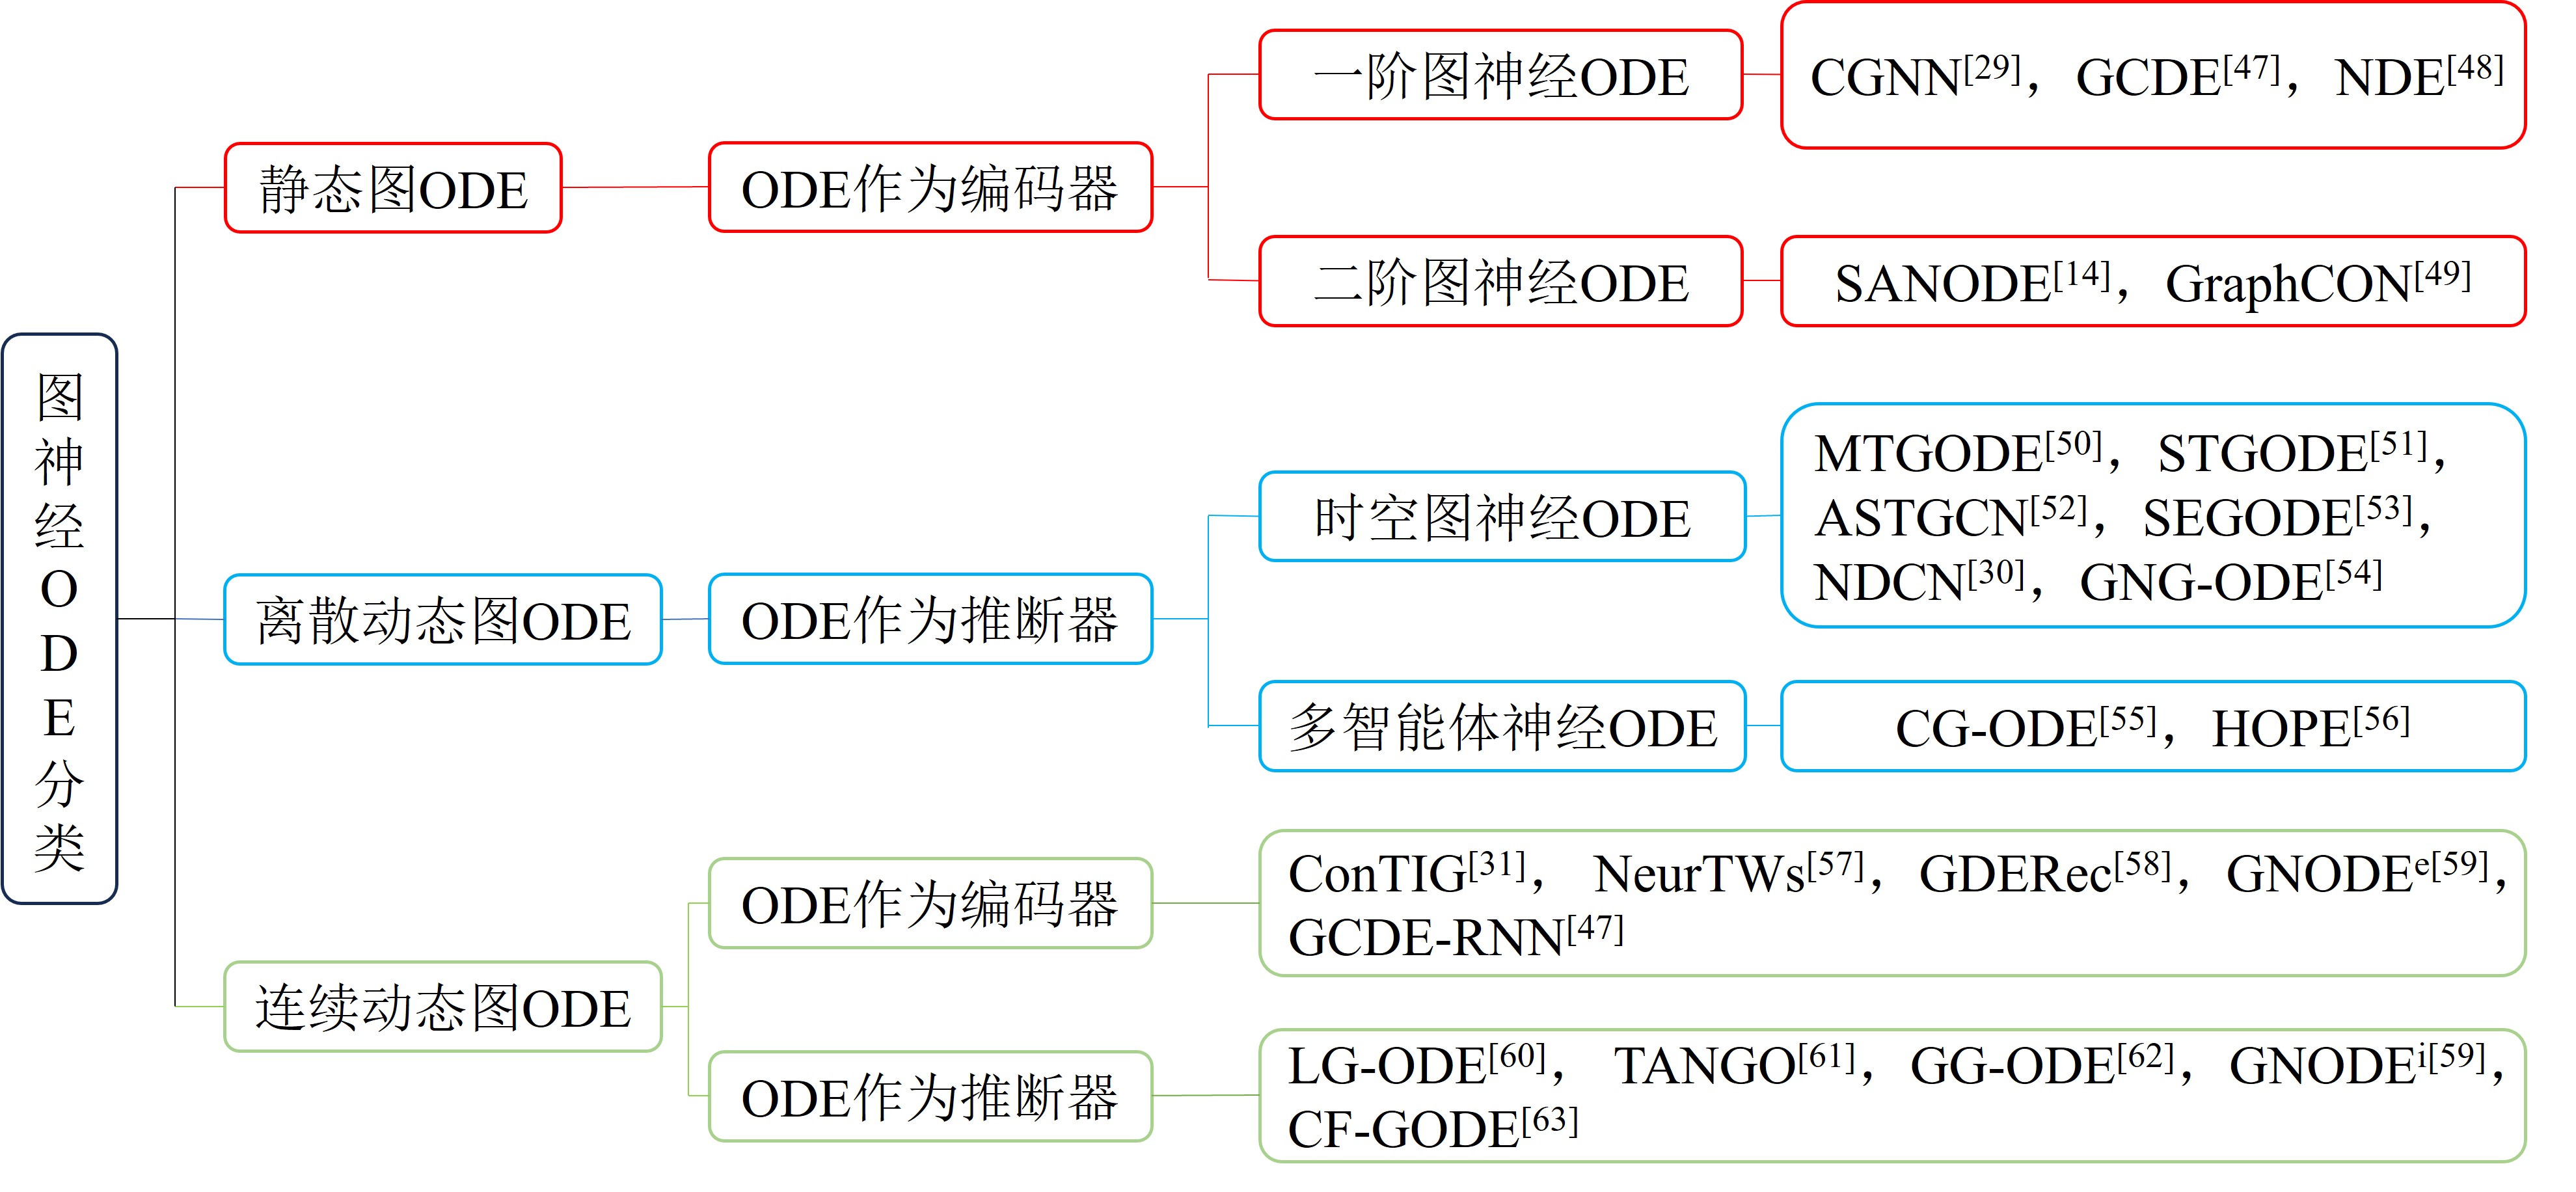 图神经ODE分类
静态图ODE
ODE作为编码器
一阶图神经ODE
CGNN[29]，GCDE[47]，NDE[48]
二阶图神经ODE
SANODE[14]，GraphCON[49]
离散动态图ODE
ODE作为推断器
时空图神经ODE
MTGODE[50]，STGODE[51]，
ASTGCN[52]，SEGODE[53]，
NDCN[30]，GNG-ODE[54]
多智能体神经ODE
CG-ODE[55]，HOPE[56]
连续动态图ODE
ODE作为编码器
ConTIG[31]，NeurTWs[57]，GDERec[58]，GNODEe[59]，
GCDE-RNN[47]
ODE作为推断器
LG-ODE[60]，TANGO[61]，GG-ODE[62]，GNODEi[59]，
CF-GODE[63]